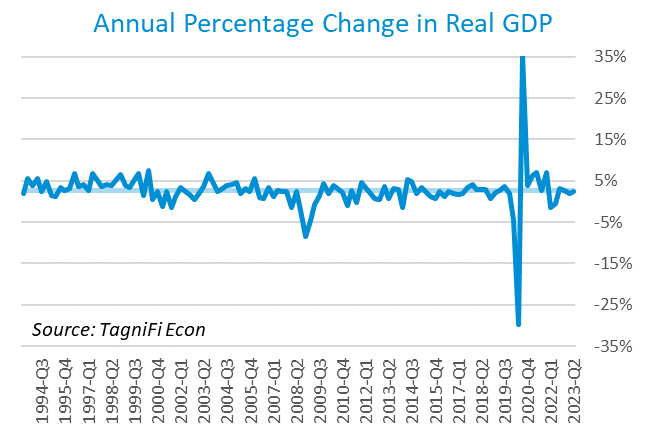 Annual Percentage Change in Real GDP
35%
25%
15%
5%
-5%
-15%
-25%
-35%
Source: TagniFi Econ
1994-Q3
1995-Q4
1997-Q1
1998-Q2
1999-Q3
2000-Q4
2002-Q1
2003-Q2
2004-Q3
2005-Q4
2007-Q1
2008-Q2
2009-Q3
2010-Q4
2012-Q1
2013-Q2
2014-Q3
2015-Q4
2017-Q1
2018-Q2
2019-Q3
2020-Q4
2022-Q1
2023-Q2